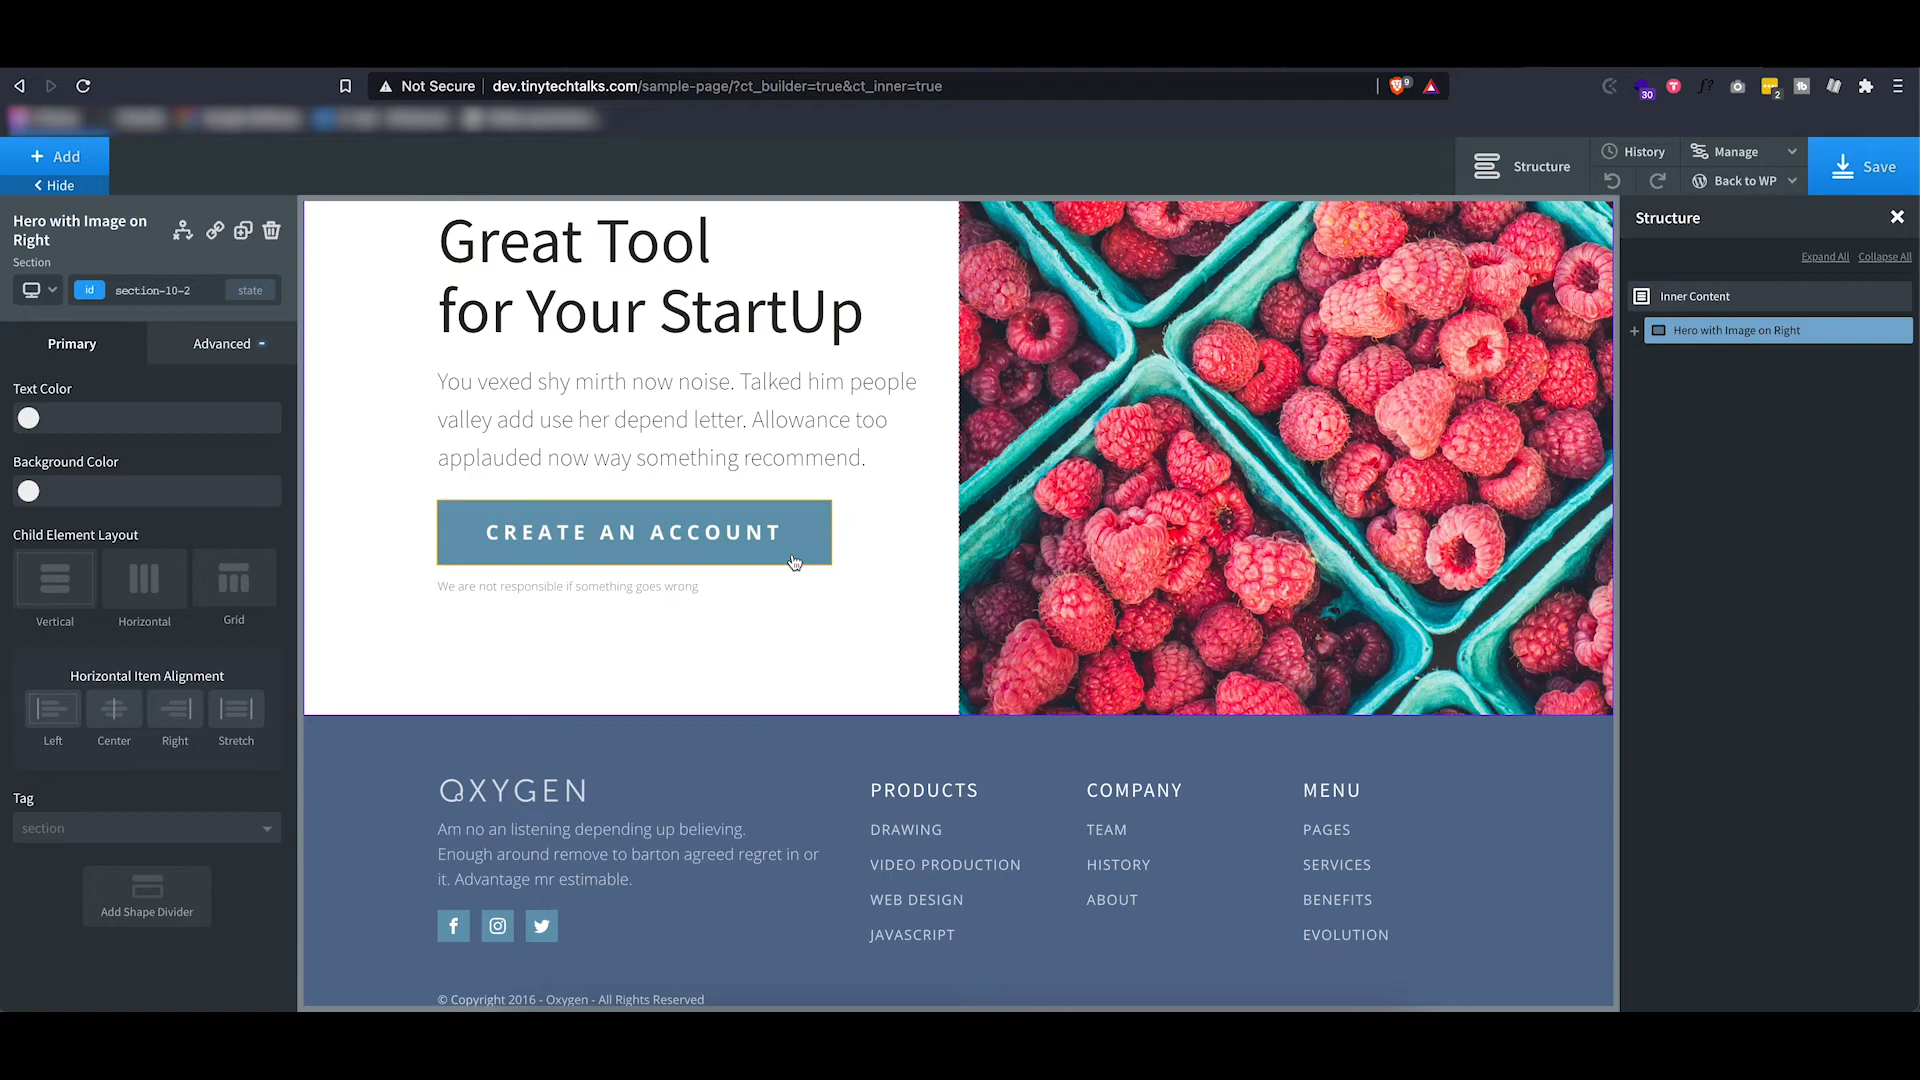 Not Secure
dev.tinytechtalks.com/sample-page/?ct_builder=true&ct_inner=true
9
30
f?
2
tb
+ Add
Hide
Structure
History
Manage
Back to WP
Save
Hero with Image on
Right
Section
id
section-10-2
state
Primary
Advanced
Text Color
Background Color
Child Element Layout
Vertical
Horizontal
Grid
Horizontal Item Alignment
Left
Center
Right
Stretch
Tag
section
Add Shape Divider
Great Tool
for Your StartUp
You vexed shy mirth now noise. Talked him people
valley add use her depend letter. Allowance too
applauded now way something recommend.
CREATE AN ACCOUNT
We are not responsible if something goes wrong
OXYGEN
Am no an listening depending up believing.
Enough around remove to barton agreed regret in or
it. Advantage mr estimable.
© Copyright 2016 - Oxygen - All Rights Reserved
PRODUCTS
DRAWING
VIDEO PRODUCTION
WEB DESIGN
JAVASCRIPT
COMPANY
TEAM
HISTORY
ABOUT
MENU
PAGES
SERVICES
BENEFITS
EVOLUTION
Structure
Expand All
Collapse All
Inner Content
Hero with Image on Right